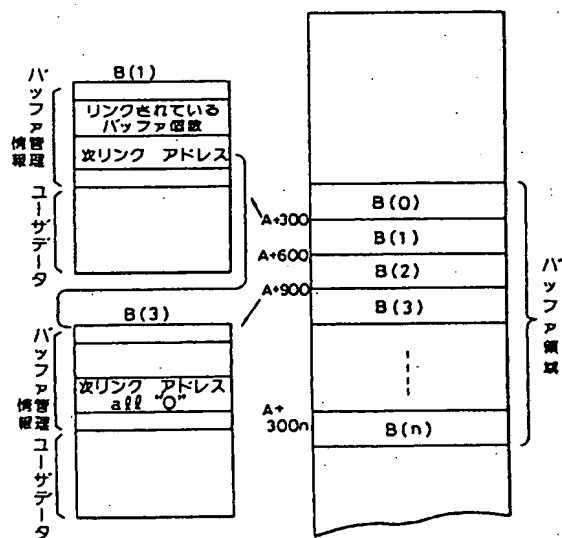 B(1)
バッファ管理情報
リンクされている
バッファ個数
次リンク アドレス
ユーザデータ
B(3)
バッファ管理情報
次リンク アドレス
all "0"
ユーザデータ
B(0)
A+300
B(1)
A+600
B(2)
A+900
B(3)
A+
300n
B(n)
バッファ領域